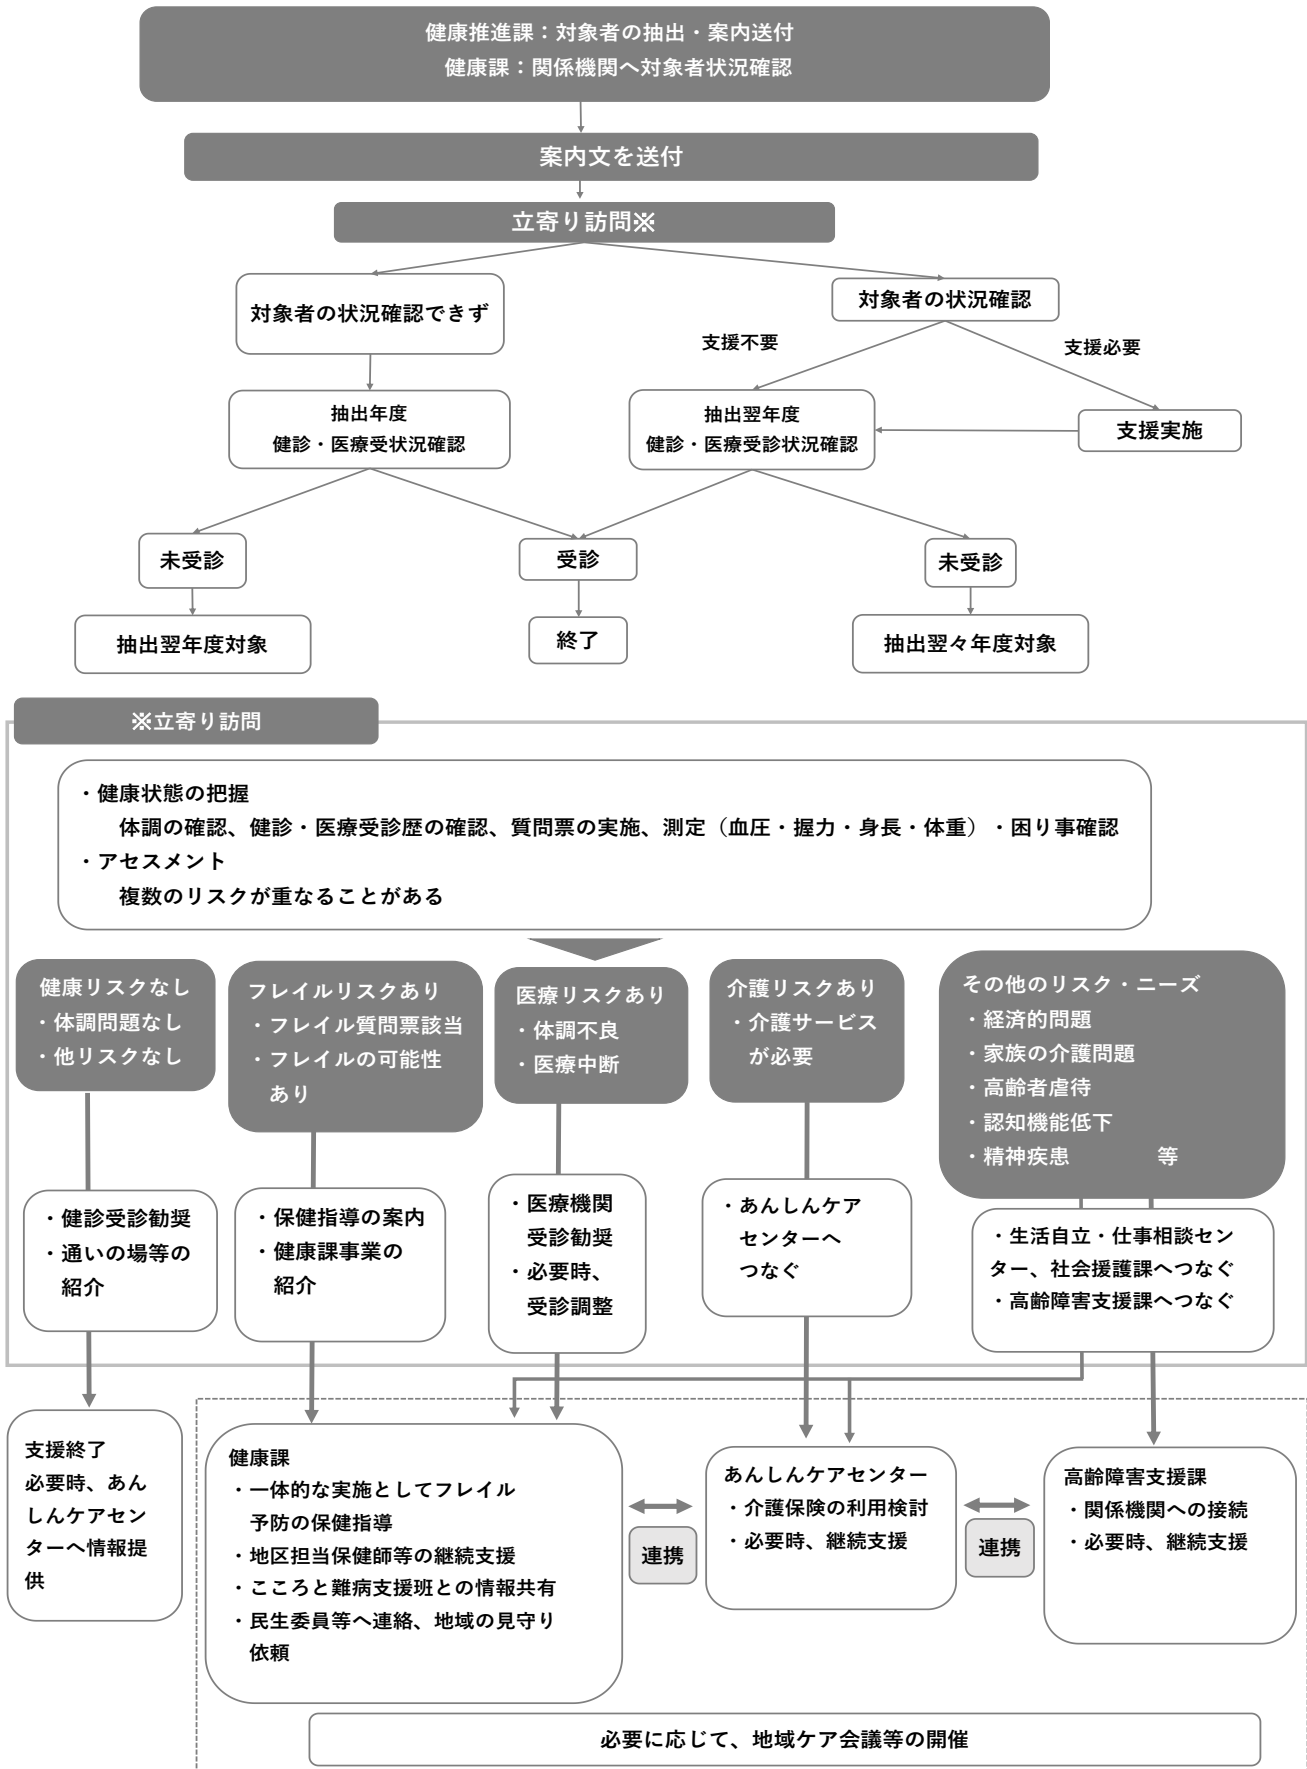 健康推進課：対象者の抽出・案内送付
健康課：関係機関へ対象者状況確認
案内文を送付
立寄り訪問※
対象者の状況確認できず
対象者の状況確認
支援不要
支援必要
抽出年度
健診・医療受状況確認
抽出翌年度
健診・医療受診状況確認
支援実施
未受診
受診
未受診
抽出翌年度対象
終了
抽出翌々年度対象
※立寄り訪問
・健康状態の把握
体調の確認、健診・医療受診歴の確認、質問票の実施、測定（血圧・握力・身長・体重）・困り事確認
・アセスメント
複数のリスクが重なることがある
健康リスクなし
・体調問題なし
・他リスクなし
フレイルリスクあり
・フレイル質問票該当
・フレイルの可能性
あり
医療リスクあり
・体調不良
・医療中断
介護リスクあり
・介護サービス
が必要
その他のリスク・ニーズ
・経済的問題
・家族の介護問題
・高齢者虐待
・認知機能低下
・精神疾患　　　　等
・健診受診勧奨
・通いの場等の
紹介
・保健指導の案内
・健康課事業の
紹介
・医療機関
受診勧奨
・必要時、
受診調整
・あんしんケア
センターへ
つなぐ
・生活自立・仕事相談セン
ター、社会援護課へつなぐ
・高齢障害支援課へつなぐ
支援終了
必要時、あん
しんケアセン
ターへ情報提
供
健康課
・一体的な実施としてフレイル
予防の保健指導
・地区担当保健師等の継続支援
・こころと難病支援班との情報共有
・民生委員等へ連絡、地域の見守り
依頼
連携
あんしんケアセンター
・介護保険の利用検討
・必要時、継続支援
連携
高齢障害支援課
・関係機関への接続
・必要時、継続支援
必要に応じて、地域ケア会議等の開催